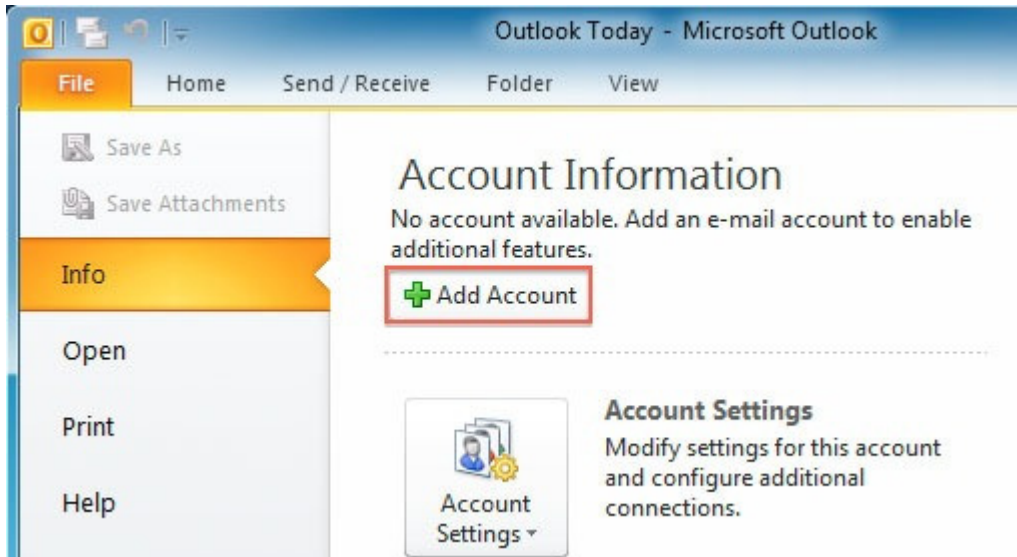 Outlook Today - Microsoft Outlook
File Home Send / Receive Folder View
Save As
Save Attachments
Info
Open
Print
Help
Account Information
No account available. Add an e-mail account to enable
additional features.
Add Account
Account
Settings
Account Settings
Modify settings for this account
and configure additional
connections.